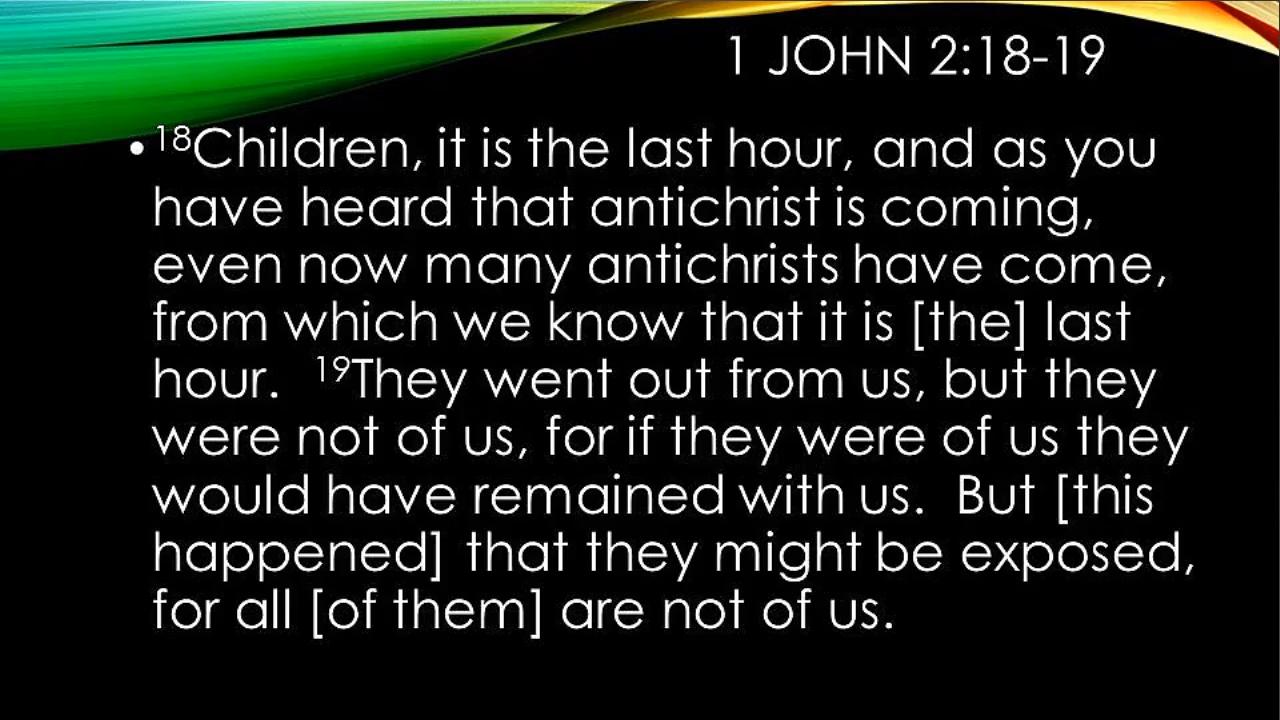 1 JOHN 2:18-19
• 18Children, it is the last hour, and as you
have heard that antichrist is coming,
even now many antichrists have come,
from which we know that it is [the] last
hour.  19They went out from us, but they
were not of us, for if they were of us they
would have remained with us.  But [this
happened] that they might be exposed,
for all [of them] are not of us.